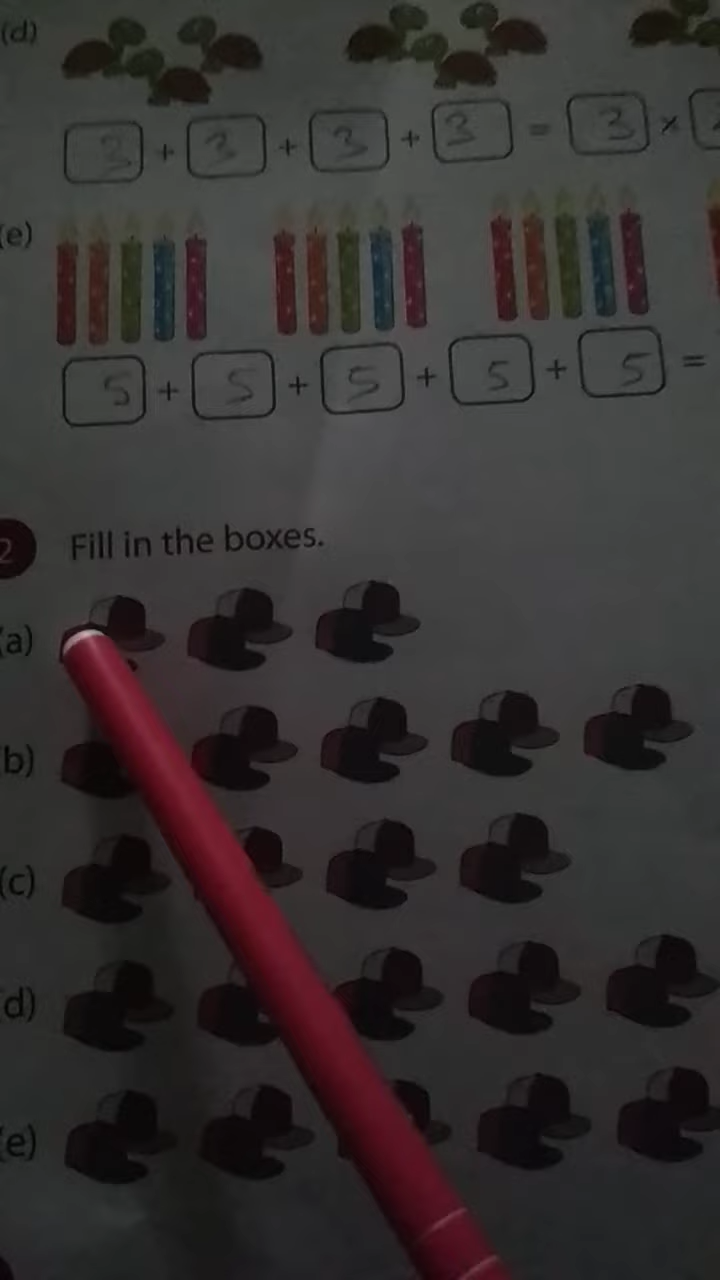 (d)
3 + 3 + 3 + 3 = 3 ×
(e)
5 + 5 + 5 + 5 + 5 =
2 Fill in the boxes.
(a)
(b)
(c)
(d)
(e)